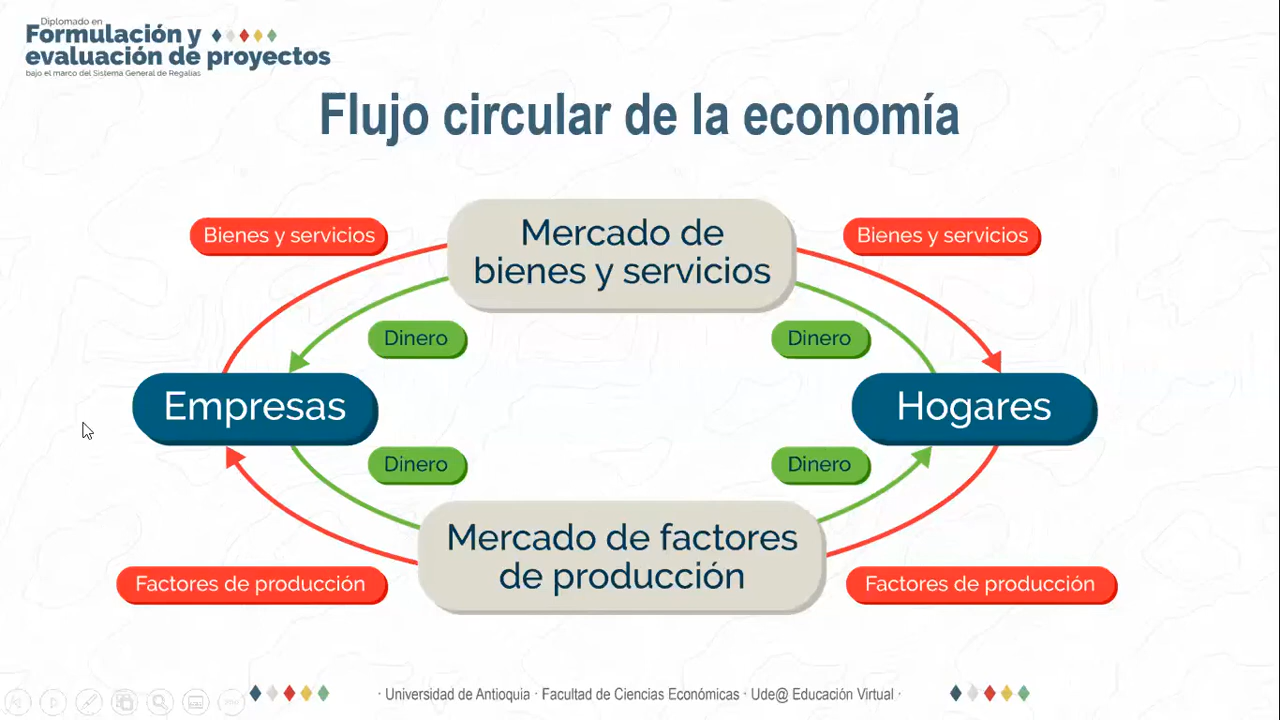 Diplomado en
Formulación y
evaluación de proyectos
bajo el marco del Sistema General de Regalías
Flujo circular de la economía
Bienes y servicios
Mercado de
bienes y servicios
Bienes y servicios
Dinero
Dinero
Empresas
Hogares
Dinero
Dinero
Mercado de factores
de producción
Factores de producción
Factores de producción
· Universidad de Antioquia · Facultad de Ciencias Económicas · Ude@ Educación Virtual ·